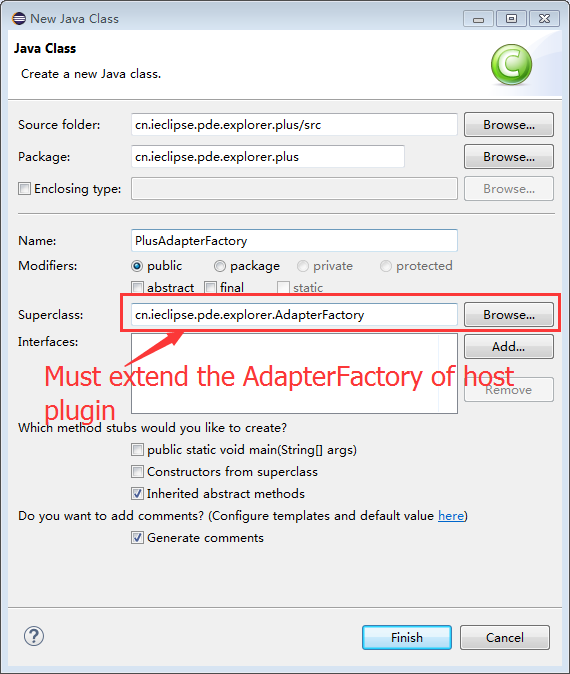 New Java Class
Java Class
Create a new Java class.
C
Source folder: cn.ieclipse.pde.explorer.plus/src Browse...
Package: cn.ieclipse.pde.explorer.plus Browse...
Enclosing type: Browse...
Name: PlusAdapterFactory
Modifiers: public package private protected
abstract final static
Superclass: cn.ieclipse.pde.explorer.AdapterFactory Browse...
Interfaces: Add...
Must extend the AdapterFactory of host
Remove
plugin
Which method stubs would you like to create?
public static void main(String[] args)
Constructors from superclass
Inherited abstract methods
Do you want to add comments? (Configure templates and default value here)
Generate comments
? Finish Cancel